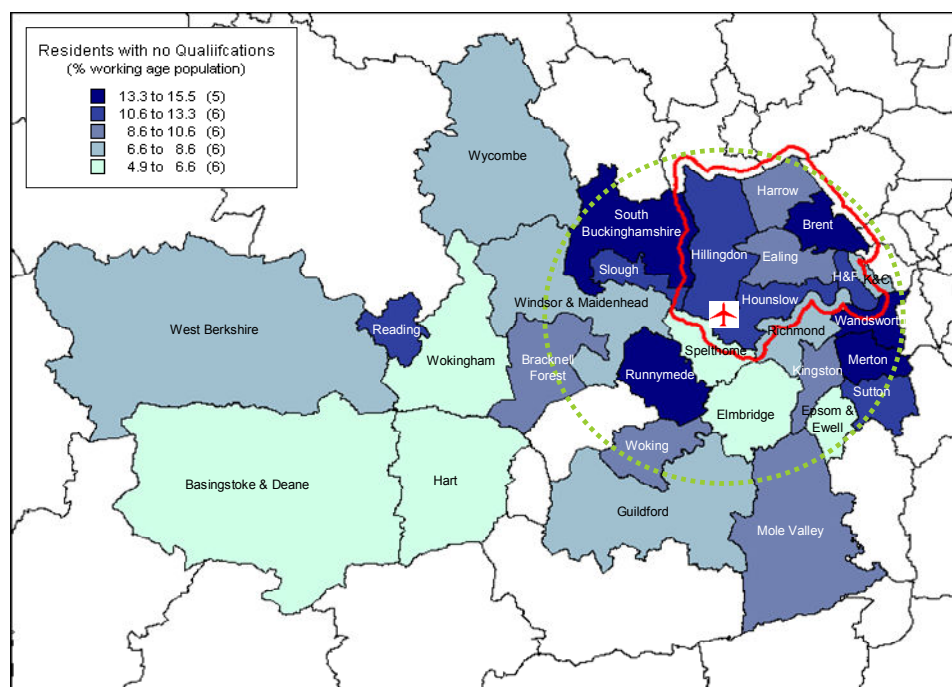 Residents with no Qualiifcations
(% working age population)
13.3 to 15.5 (5)
10.6 to 13.3 (6)
8.6 to 10.6 (6)
6.6 to 8.6 (6)
4.9 to 6.6 (6)
Wycombe
Harrow
South
Buckinghamshire
Brent
Hillingdon
Ealing
Slough
H&F
K&C
Windsor & Maidenhead
Hounslow
West Berkshire
Reading
Richmond
Wandswort
Wokingham
Spelthorne
Bracknell
Forest
Runnymede
Kingston
Merton
Sutton
Elmbridge
Epsom &
Ewell
Woking
Basingstoke & Deane
Hart
Guildford
Mole Valley